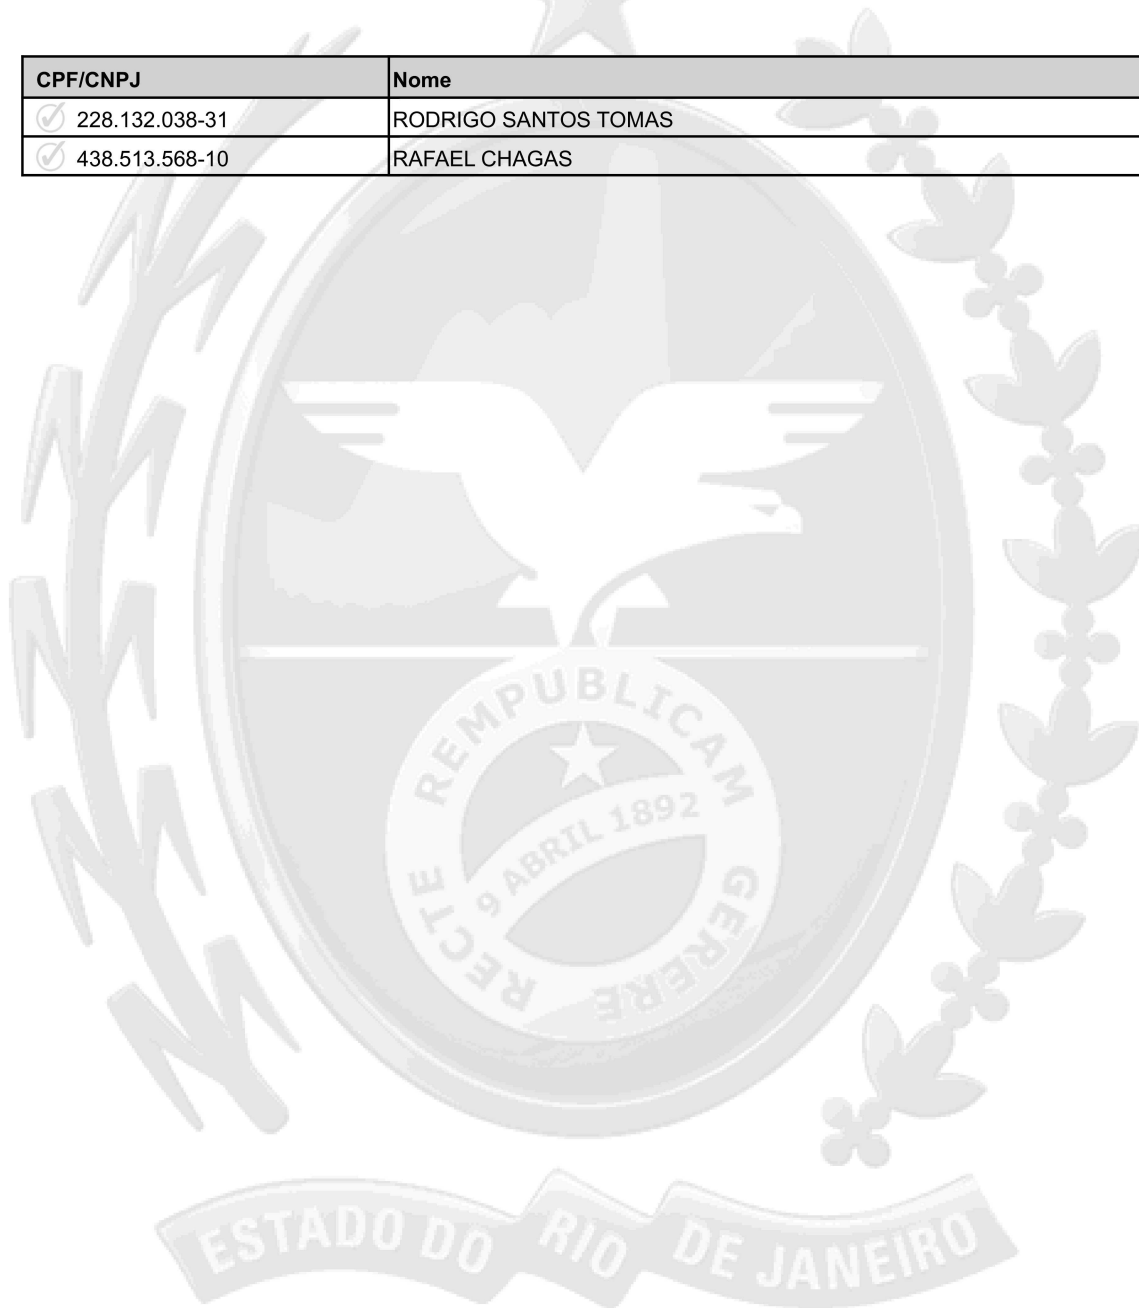 CPF/CNPJ Nome
228.132.038-31 RODRIGO SANTOS TOMAS
438.513.568-10 RAFAEL CHAGAS
RECTE REMPUBLICAM GERERE
9 ABRIL 1892
ESTADO DO RIO DE JANEIRO